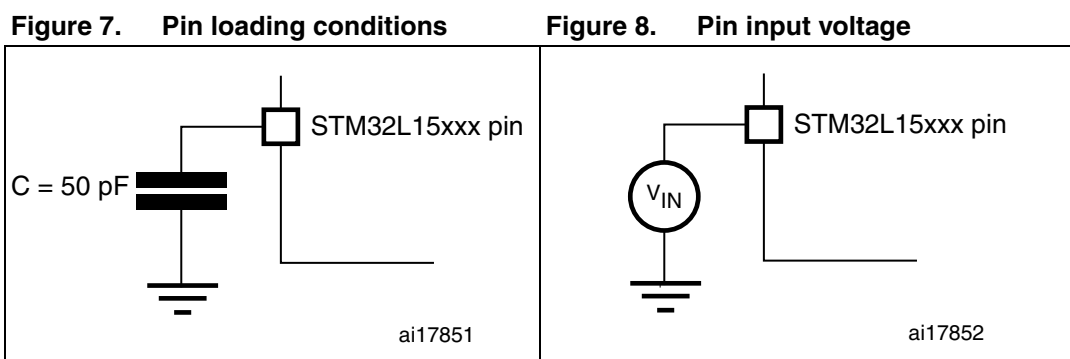 Figure 7. Pin loading conditions
Figure 8. Pin input voltage
STM32L15xxx pin
C = 50 pF
ai17851
STM32L15xxx pin
VIN
ai17852